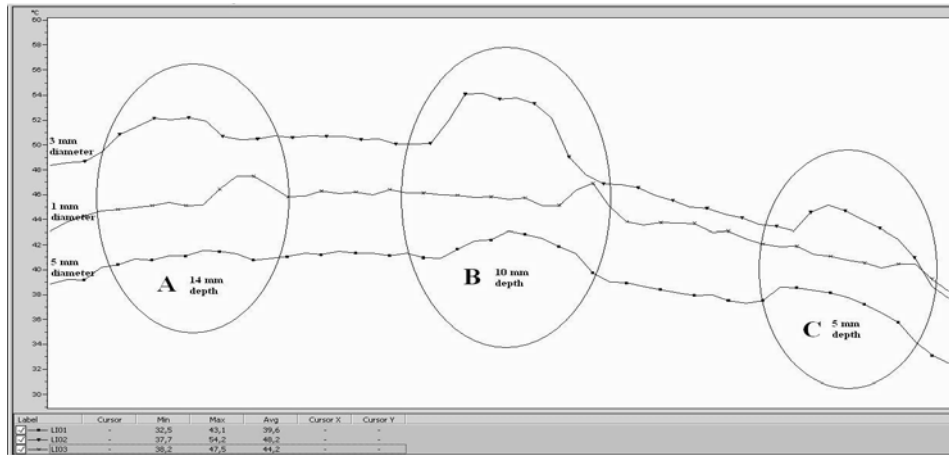 °C
60
58
56
54
52
50
48
46
44
42
40
38
36
34
32
30
3 mm
diameter
1 mm
diameter
5 mm
diameter
A 14 mm
depth
B 10 mm
depth
C 5 mm
depth
Label Cursor Min Max Avg Cursor X Cursor Y
LI01 - 32,5 43,1 39,6 - -
LI02 - 37,7 54,2 48,2 - -
LI03 - 38,2 47,5 44,2 - -